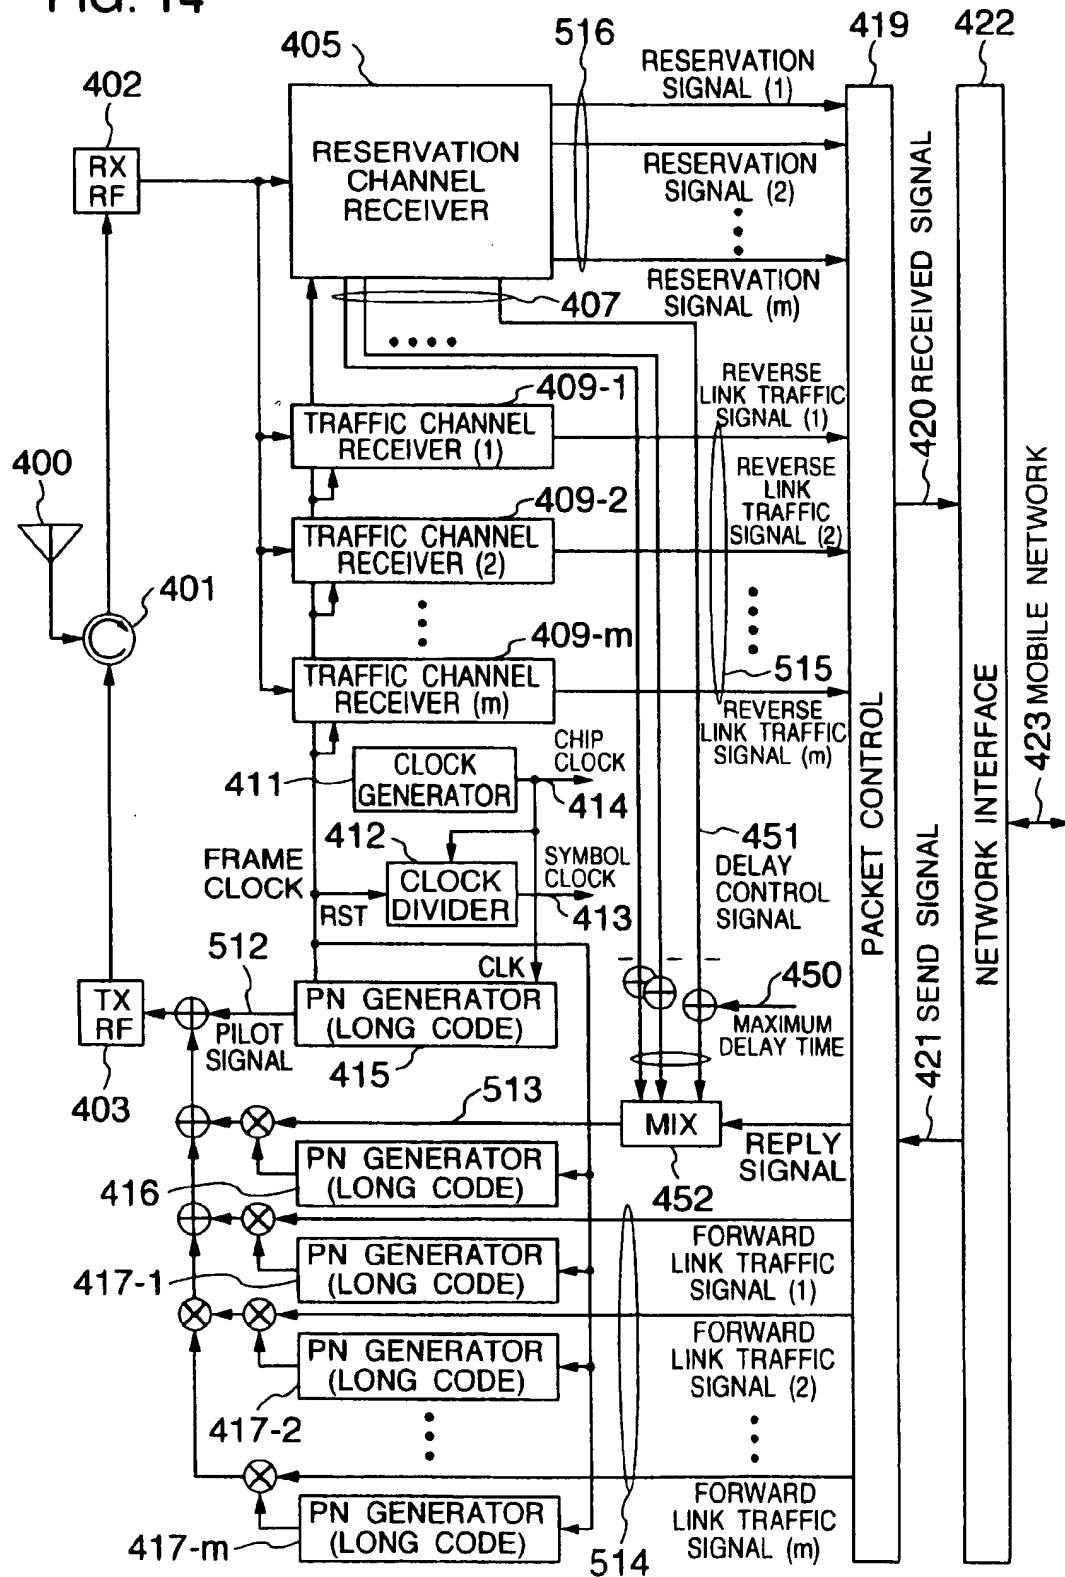 FIG. 14
405
516
419
422
402
RX
RF
RESERVATION
CHANNEL
RECEIVER
RESERVATION
SIGNAL (1)
RESERVATION
SIGNAL (2)
RESERVATION
SIGNAL (m)
407
420 RECEIVED SIGNAL
409-1
TRAFFIC CHANNEL
RECEIVER (1)
REVERSE
LINK TRAFFIC
SIGNAL (1)
400
409-2
TRAFFIC CHANNEL
RECEIVER (2)
REVERSE
LINK
TRAFFIC
SIGNAL (2)
401
409-m
TRAFFIC CHANNEL
RECEIVER (m)
515
REVERSE
LINK TRAFFIC
SIGNAL (m)
423 MOBILE NETWORK
PACKET CONTROL
NETWORK INTERFACE
411
CLOCK
GENERATOR
CHIP
CLOCK
414
412
FRAME
CLOCK
RST
CLOCK
DIVIDER
SYMBOL
CLOCK
413
451
DELAY
CONTROL
SIGNAL
421 SEND SIGNAL
512
CLK
TX
RF
403
PILOT
SIGNAL
PN GENERATOR
(LONG CODE)
415
450
MAXIMUM
DELAY TIME
513
MIX
452
REPLY
SIGNAL
416
PN GENERATOR
(LONG CODE)
417-1
PN GENERATOR
(LONG CODE)
FORWARD
LINK TRAFFIC
SIGNAL (1)
417-2
PN GENERATOR
(LONG CODE)
FORWARD
LINK TRAFFIC
SIGNAL (2)
417-m
PN GENERATOR
(LONG CODE)
514
FORWARD
LINK TRAFFIC
SIGNAL (m)